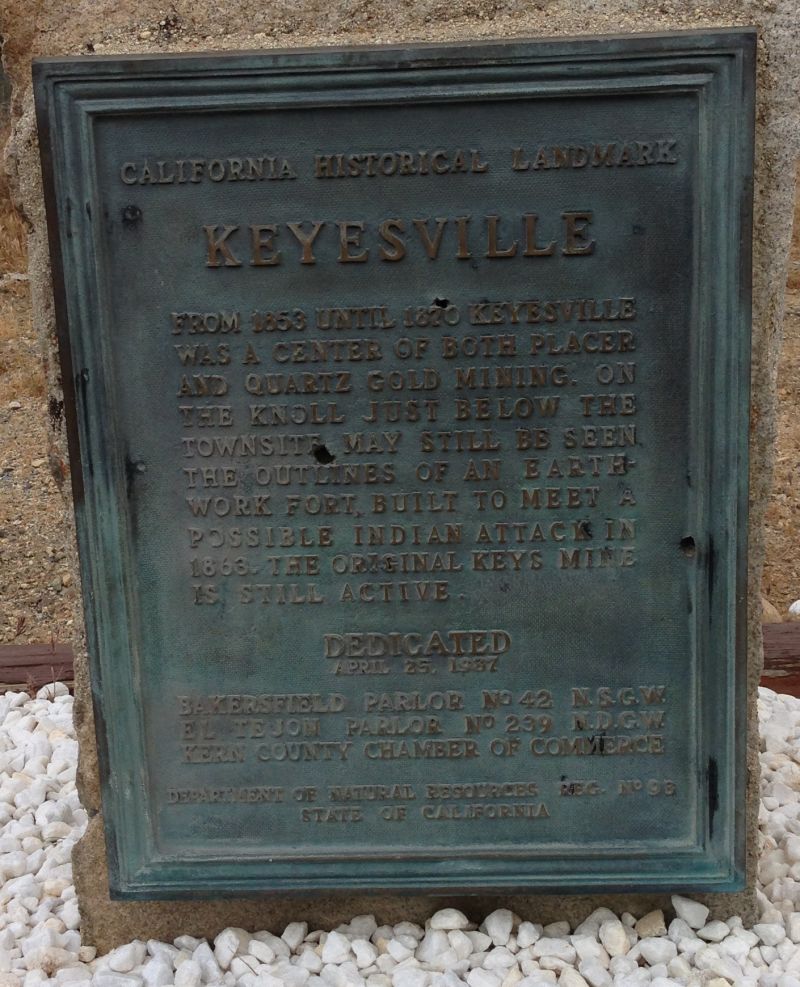 CALIFORNIA HISTORICAL LANDMARK
KEYESVILLE
FROM 1853 UNTIL 1870 KEYESVILLE
WAS A CENTER OF BOTH PLACER
AND QUARTZ GOLD MINING. ON
THE KNOLL JUST BELOW THE
TOWNSITE MAY STILL BE SEEN
THE OUTLINES OF AN EARTH-
WORK FORT, BUILT TO MEET A
POSSIBLE INDIAN ATTACK IN
1863. THE ORIGINAL KEYS MINE
IS STILL ACTIVE.
DEDICATED
APRIL 25, 1937
BAKERSFIELD PARLOR NO 42 N.S.G.W.
EL TEJON PARLOR NO 239 N.D.G.W.
KERN COUNTY CHAMBER OF COMMERCE
DEPARTMENT OF NATURAL RESOURCES REG. NO 98
STATE OF CALIFORNIA